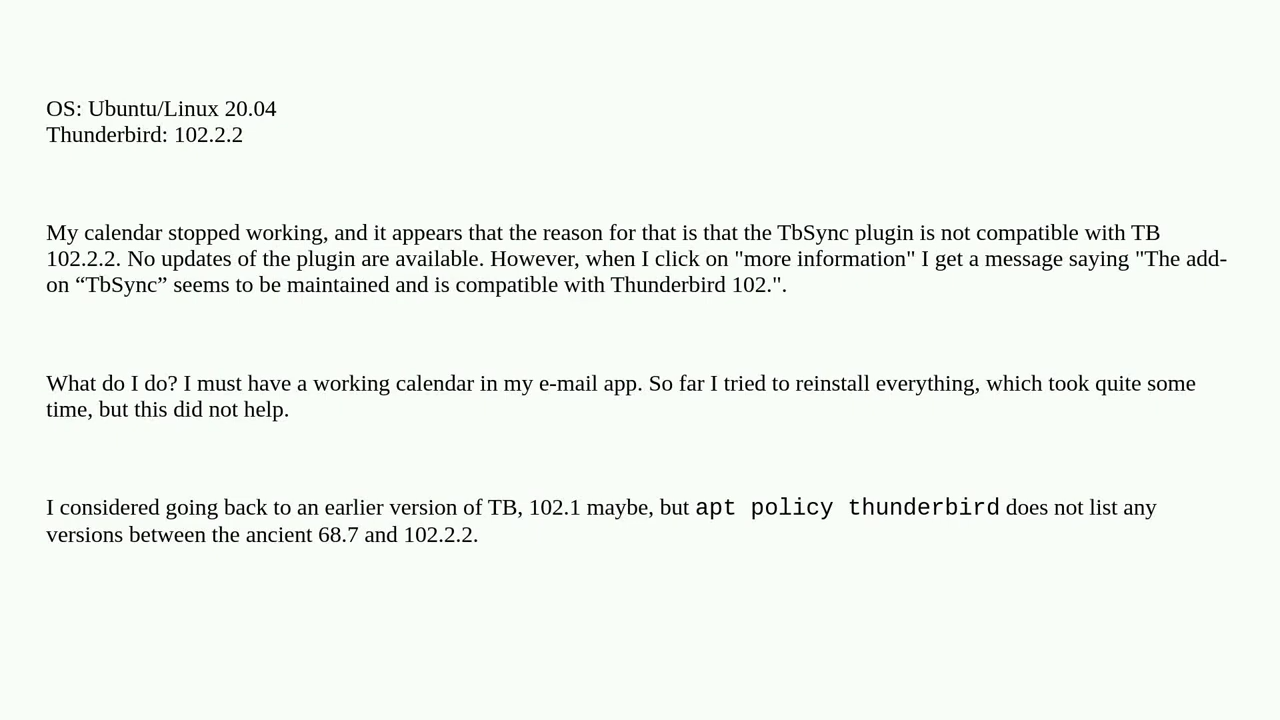 OS: Ubuntu/Linux 20.04
Thunderbird: 102.2.2
My calendar stopped working, and it appears that the reason for that is that the TbSync plugin is not compatible with TB
102.2.2. No updates of the plugin are available. However, when I click on "more information" I get a message saying "The add-
on “TbSync” seems to be maintained and is compatible with Thunderbird 102.".
What do I do? I must have a working calendar in my e-mail app. So far I tried to reinstall everything, which took quite some
time, but this did not help.
I considered going back to an earlier version of TB, 102.1 maybe, but apt policy thunderbird does not list any
versions between the ancient 68.7 and 102.2.2.